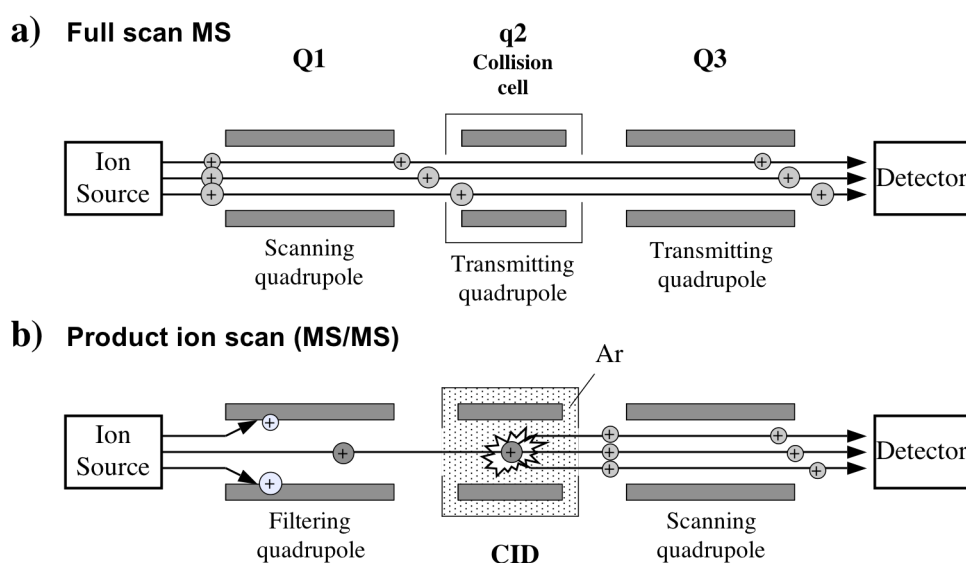 a) Full scan MS
Q1
q2
Collision
cell
Q3
Ion
Source
+ + +
+ + +
+ + +
Detector
Scanning
quadrupole
Transmitting
quadrupole
Transmitting
quadrupole
b) Product ion scan (MS/MS)
Ar
Ion
Source
+ + +
+ + + +
+ + +
Detector
Filtering
quadrupole
CID
Scanning
quadrupole